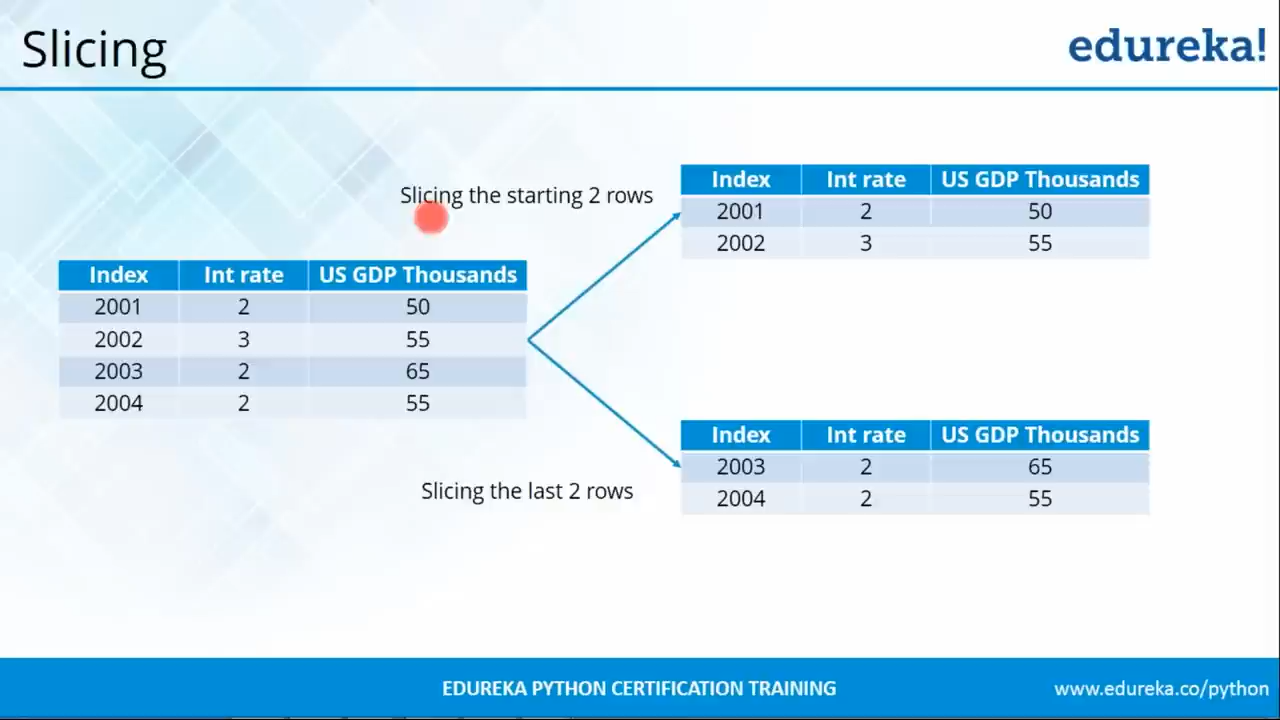 Slicing
edureka!
Slicing the starting 2 rows
Index Int rate US GDP Thousands
2001 2 50
2002 3 55
Index Int rate US GDP Thousands
2001 2 50
2002 3 55
2003 2 65
2004 2 55
Slicing the last 2 rows
Index Int rate US GDP Thousands
2003 2 65
2004 2 55
EDUREKA PYTHON CERTIFICATION TRAINING
www.edureka.co/python